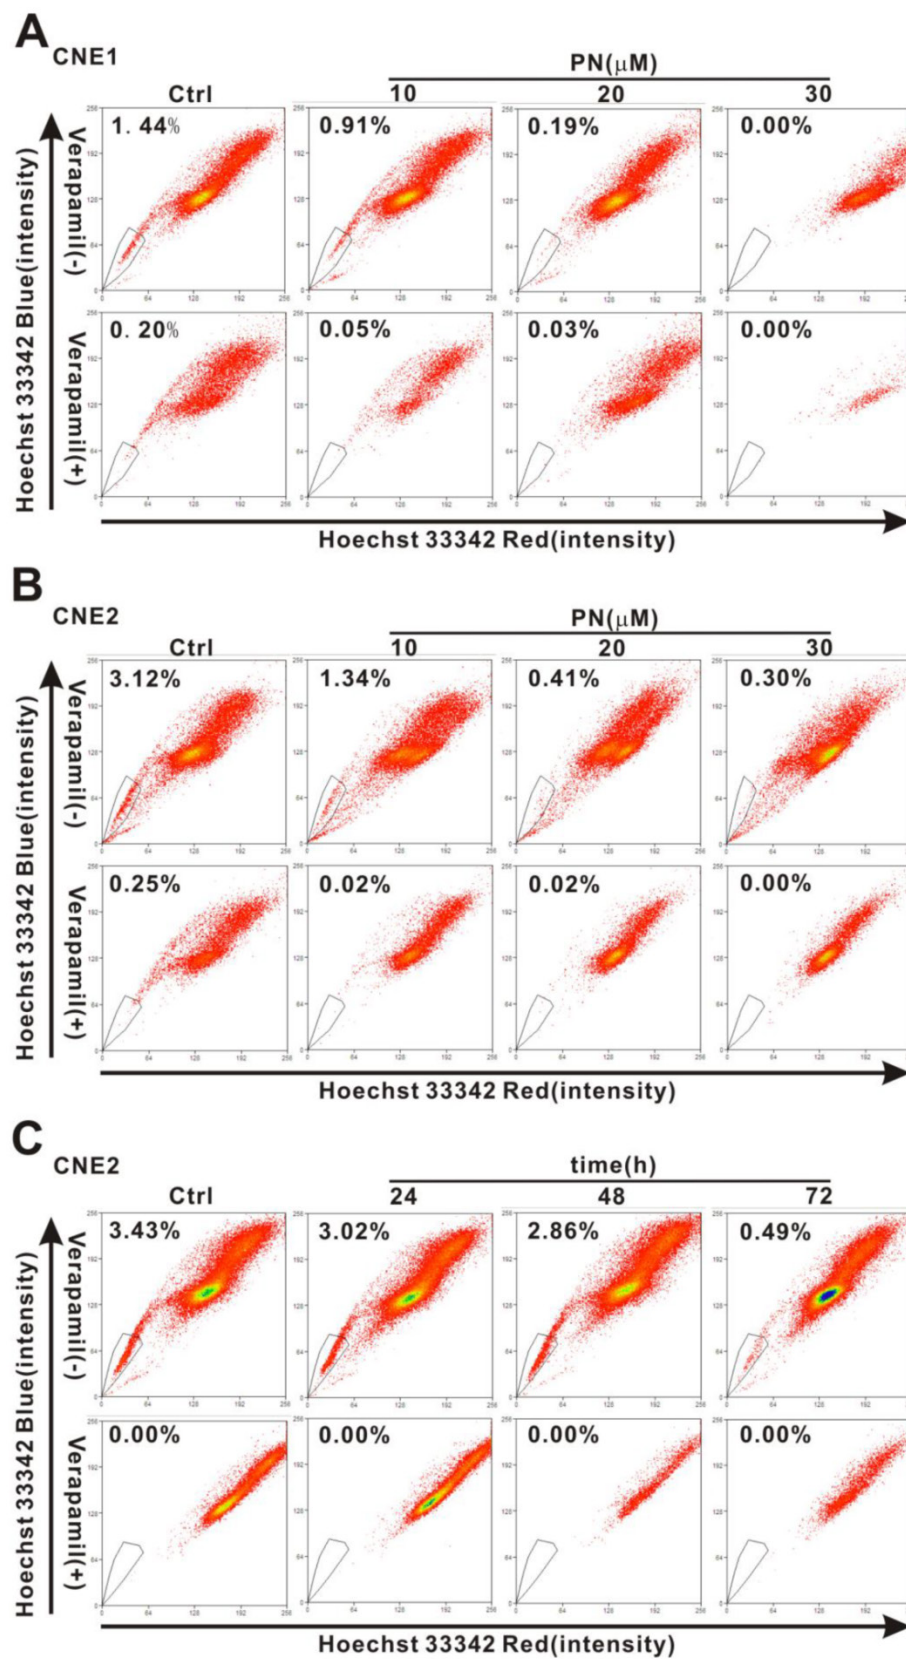 A
CNE1
PN(μM)
Ctrl 10 20 30
1. 44% 0.91% 0.19% 0.00%
Verapamil(-)
0. 20% 0.05% 0.03% 0.00%
Verapamil(+)
Hoechst 33342 Blue(intensity)
Hoechst 33342 Red(intensity)
B
CNE2
PN(μM)
Ctrl 10 20 30
3.12% 1.34% 0.41% 0.30%
Verapamil(-)
0.25% 0.02% 0.02% 0.00%
Verapamil(+)
Hoechst 33342 Blue(intensity)
Hoechst 33342 Red(intensity)
C
CNE2
time(h)
Ctrl 24 48 72
3.43% 3.02% 2.86% 0.49%
Verapamil(-)
0.00% 0.00% 0.00% 0.00%
Verapamil(+)
Hoechst 33342 Blue(intensity)
Hoechst 33342 Red(intensity)